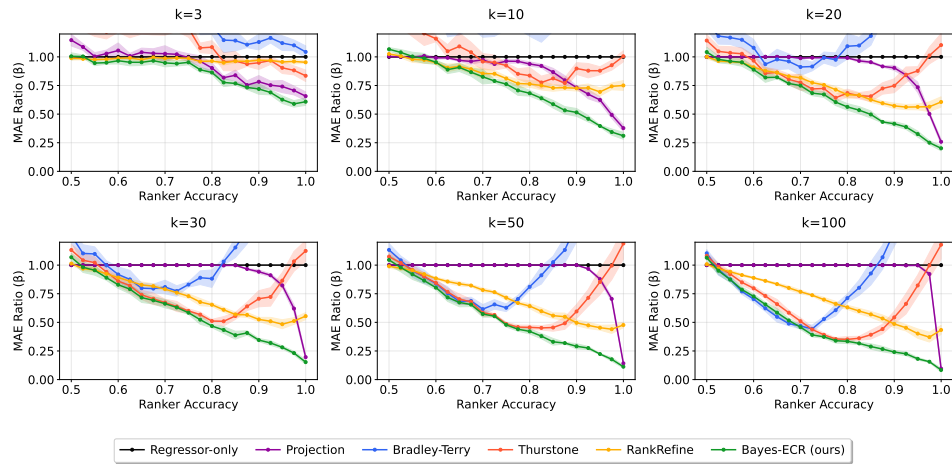 k=3
k=10
k=20
1.00
0.75
0.50
0.25
0.00
MAE Ratio (β)
0.5 0.6 0.7 0.8 0.9 1.0
Ranker Accuracy
1.00
0.75
0.50
0.25
0.00
MAE Ratio (β)
0.5 0.6 0.7 0.8 0.9 1.0
Ranker Accuracy
1.00
0.75
0.50
0.25
0.00
MAE Ratio (β)
0.5 0.6 0.7 0.8 0.9 1.0
Ranker Accuracy
k=30
k=50
k=100
1.00
0.75
0.50
0.25
0.00
MAE Ratio (β)
0.5 0.6 0.7 0.8 0.9 1.0
Ranker Accuracy
1.00
0.75
0.50
0.25
0.00
MAE Ratio (β)
0.5 0.6 0.7 0.8 0.9 1.0
Ranker Accuracy
1.00
0.75
0.50
0.25
0.00
MAE Ratio (β)
0.5 0.6 0.7 0.8 0.9 1.0
Ranker Accuracy
Regressor-only Projection Bradley-Terry Thurstone RankRefine Bayes-ECR (ours)